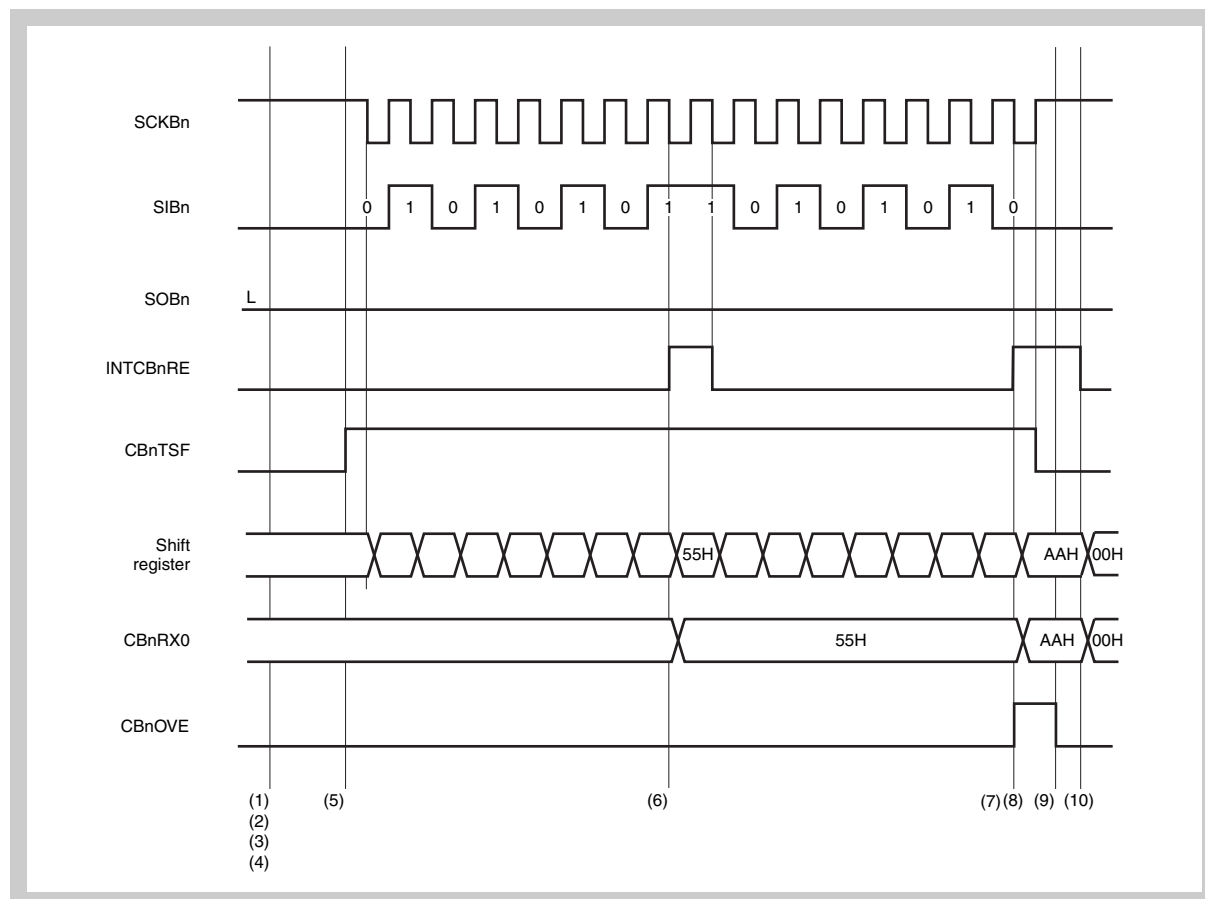 SCKBn
SIBn
0 1 0 1 0 1 0 1 1 0 1 0 1 0 1 0
SOBn
L
INTCBnRE
CBnTSF
Shift
register
55H
AAH
00H
CBnRX0
55H
AAH
00H
CBnOVE
(1)
(2)
(3)
(4)
(5)
(6)
(7)
(8)
(9)
(10)